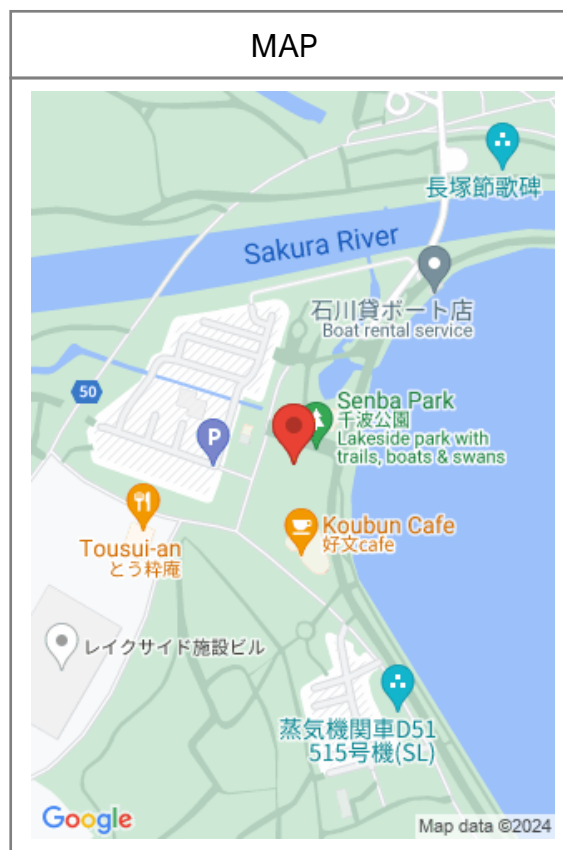 MAP
長塚節歌碑
Sakura River
石川貸ボート店
Boat rental service
50
Senba Park
千波公園
Lakeside park with
trails, boats & swans
P
Koubun Cafe
好文cafe
Tousui-an
とう粋庵
レイクサイド施設ビル
蒸気機関車D51
515号機(SL)
Google
Map data ©2024